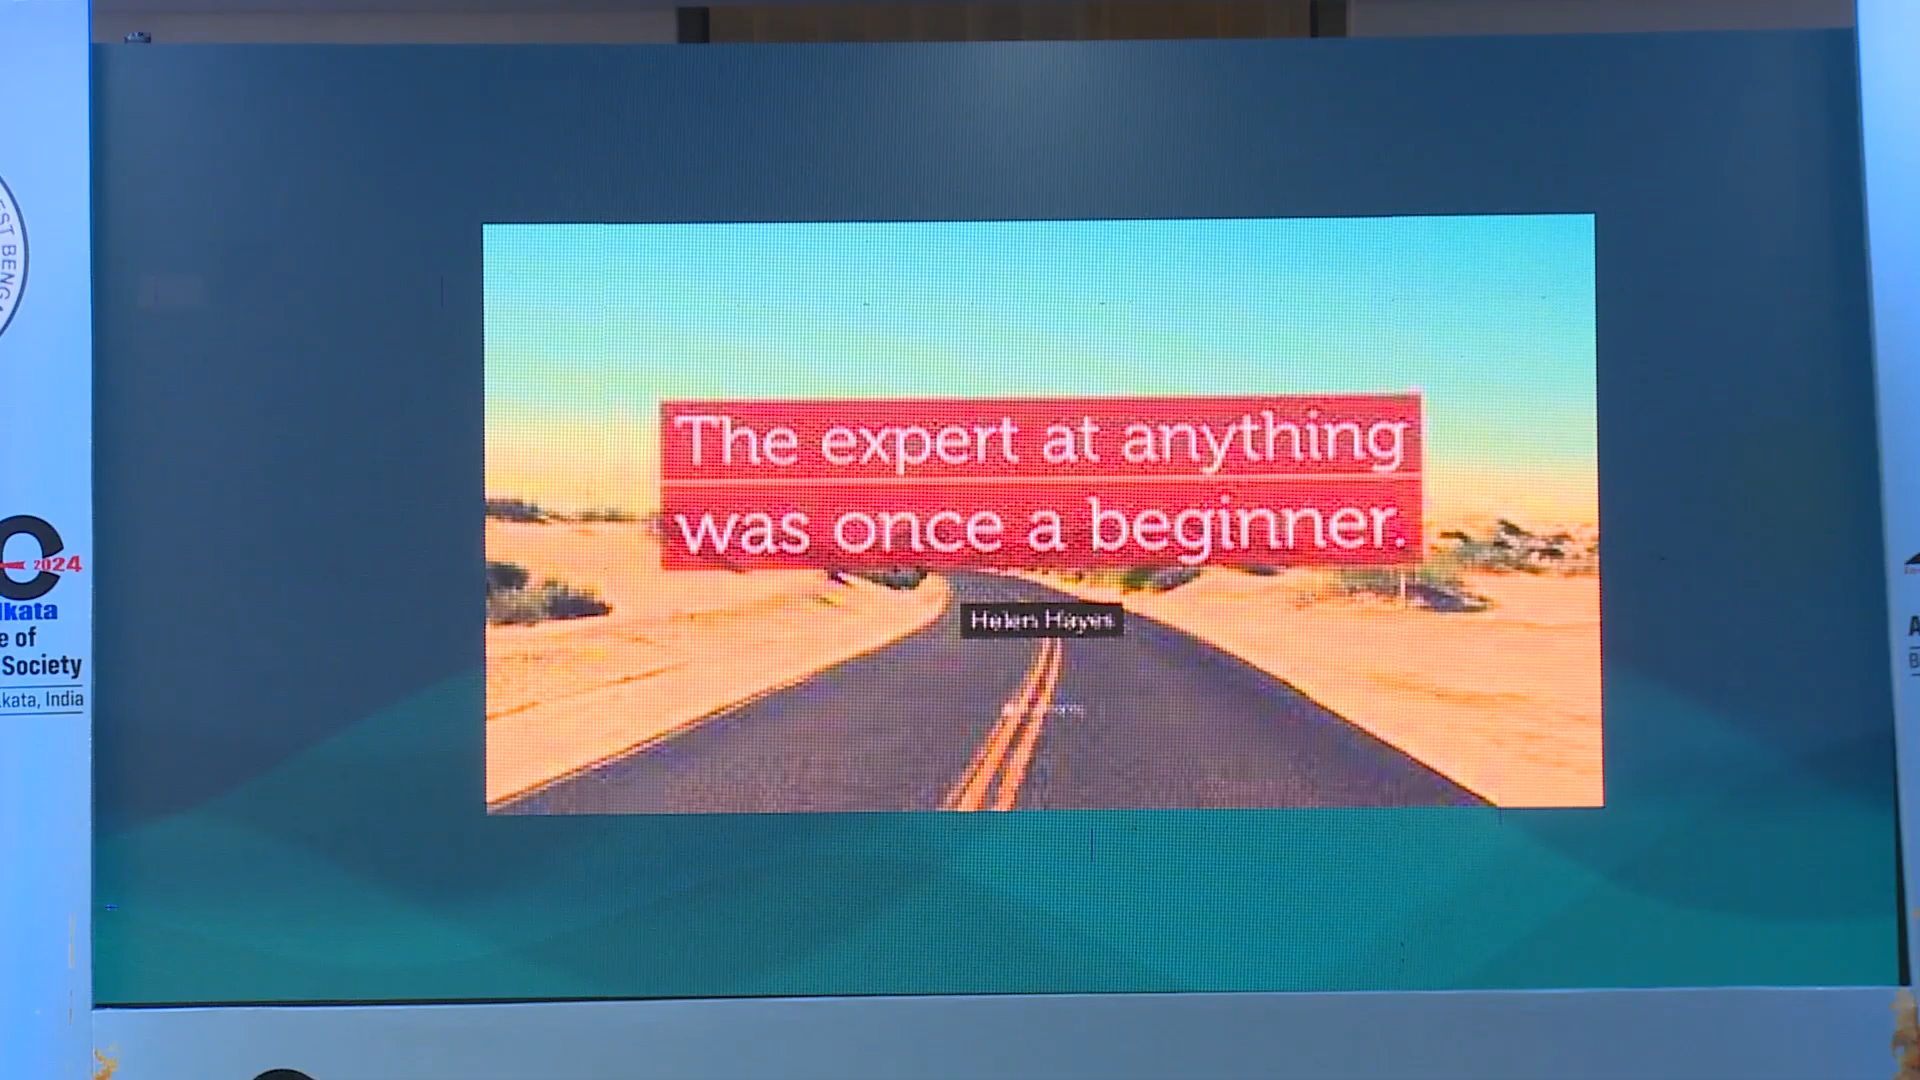 The expert at anything
was once a beginner.
Helen Hayes
2024
lkata
e of
Society
kata, India